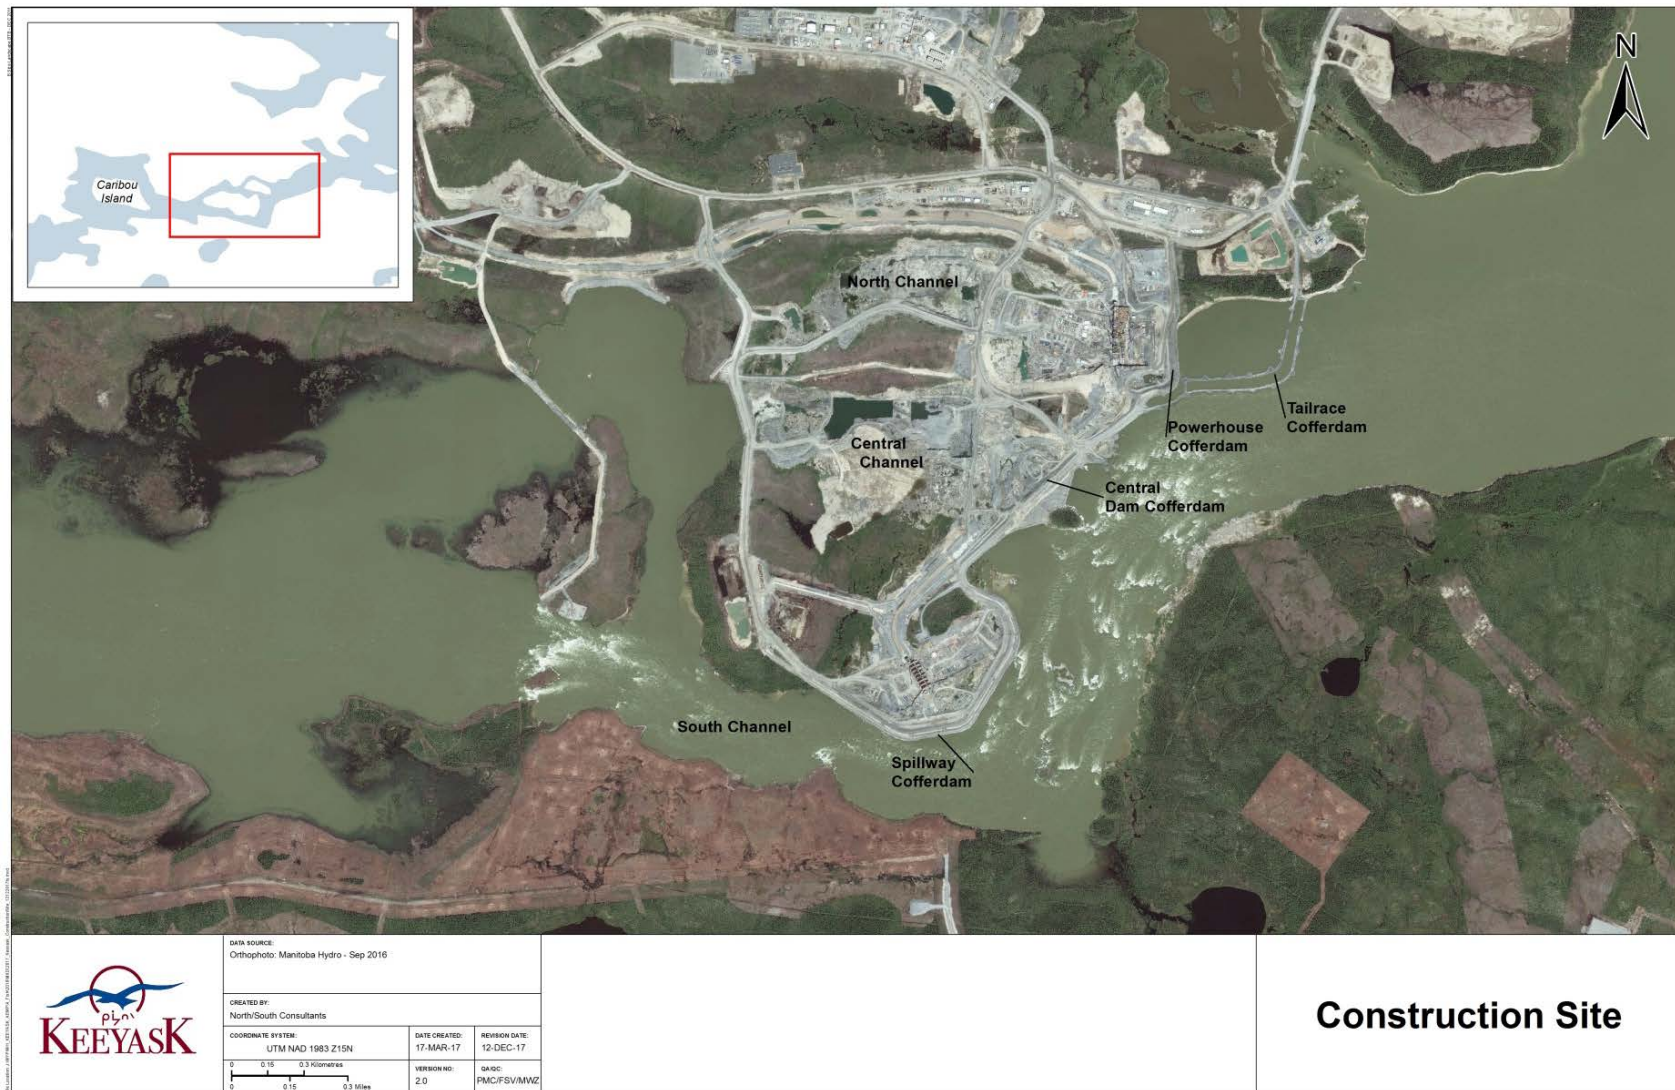 Caribou
Island
N
North Channel
Central
Channel
Powerhouse
Cofferdam
Tailrace
Cofferdam
Central
Dam Cofferdam
South Channel
Spillway
Cofferdam
KEEYASK
DATA SOURCE:
Orthophoto: Manitoba Hydro - Sep 2016
CREATED BY:
North/South Consultants
COORDINATE SYSTEM:
UTM NAD 1983 Z15N
DATE CREATED:
17-MAR-17
REVISION DATE:
12-DEC-17
0 0.15 0.3 Kilometres
0 0.15 0.3 Miles
VERSION NO:
2.0
QA/QC:
PMC/FSV/MWZ
Construction Site